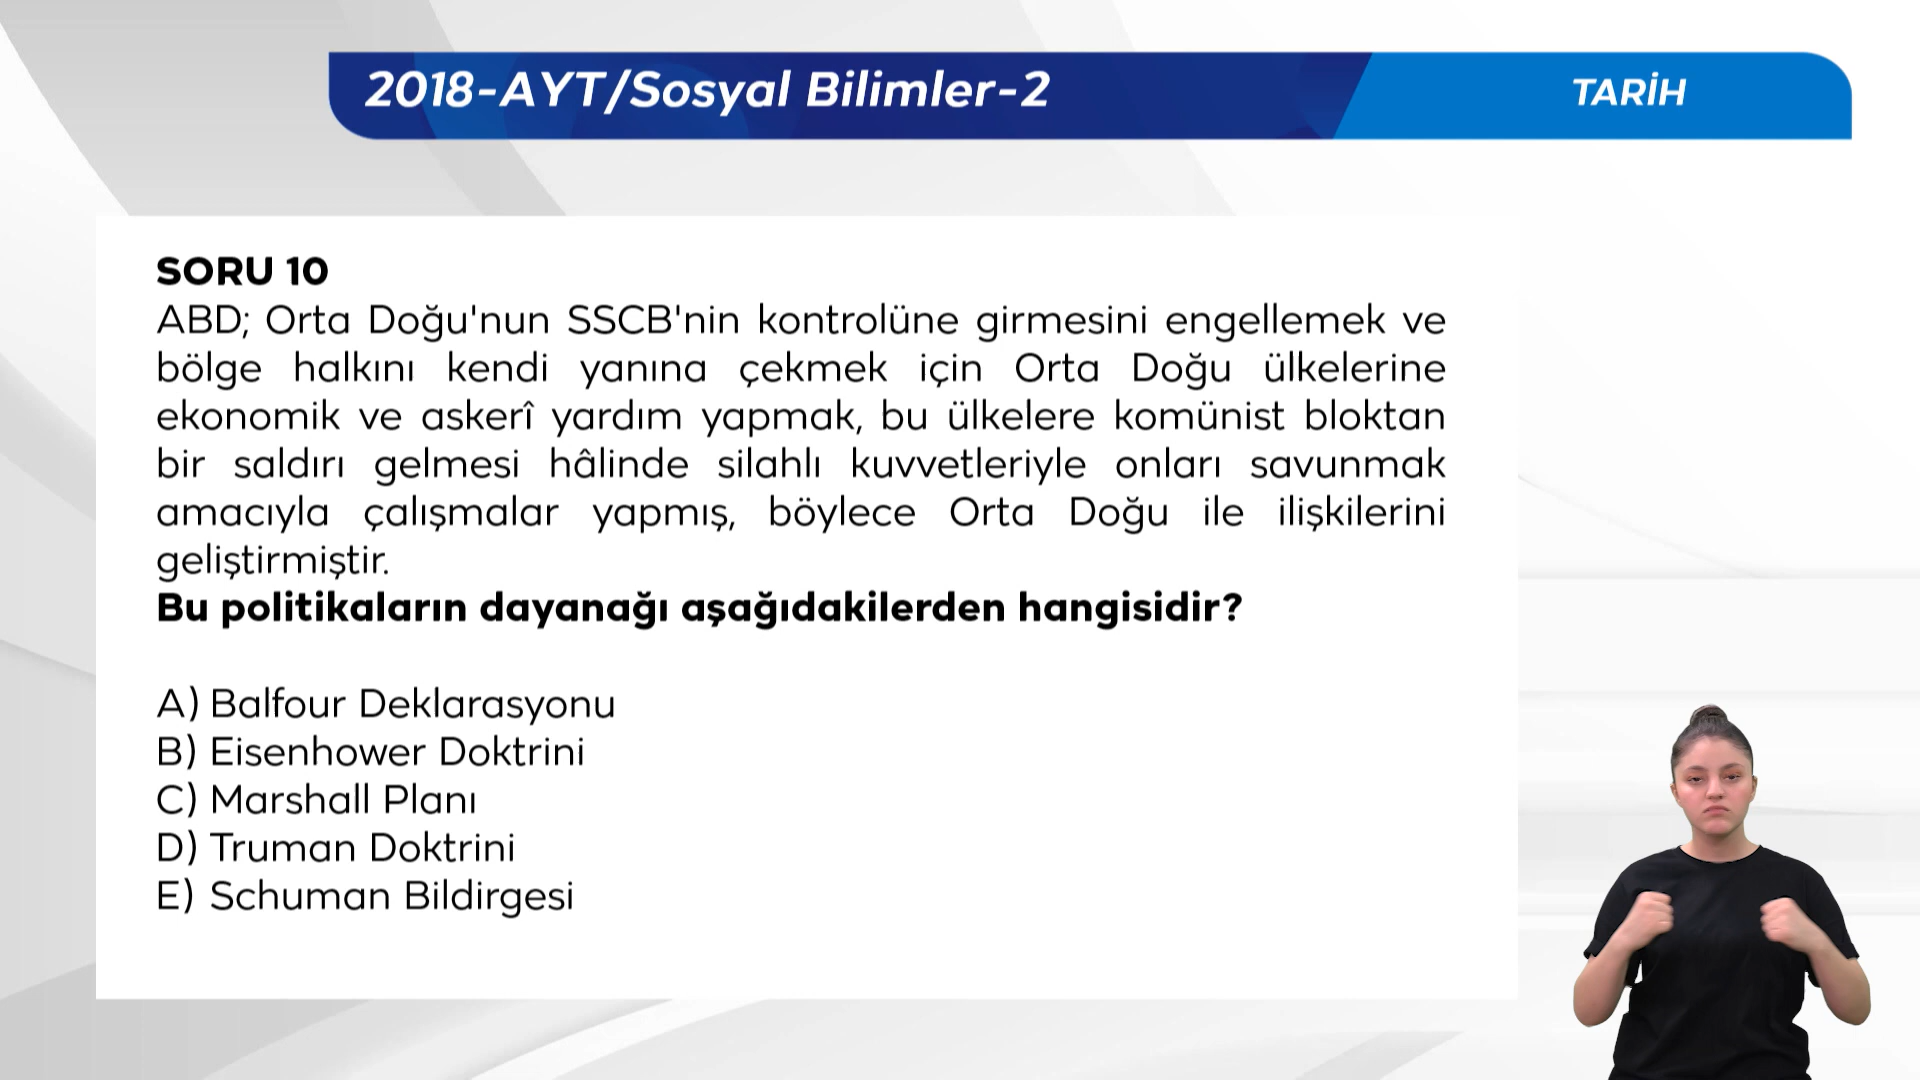 2018-AYT/Sosyal Bilimler-2
TARİH
SORU 10
ABD; Orta Doğu'nun SSCB'nin kontrolüne girmesini engellemek ve
bölge halkını kendi yanına çekmek için Orta Doğu ülkelerine
ekonomik ve askerî yardım yapmak, bu ülkelere komünist bloktan
bir saldırı gelmesi hâlinde silahlı kuvvetleriyle onları savunmak
amacıyla çalışmalar yapmış, böylece Orta Doğu ile ilişkilerini
geliştirmiştir.
Bu politikaların dayanağı aşağıdakilerden hangisidir?
A) Balfour Deklarasyonu
B) Eisenhower Doktrini
C) Marshall Planı
D) Truman Doktrini
E) Schuman Bildirgesi